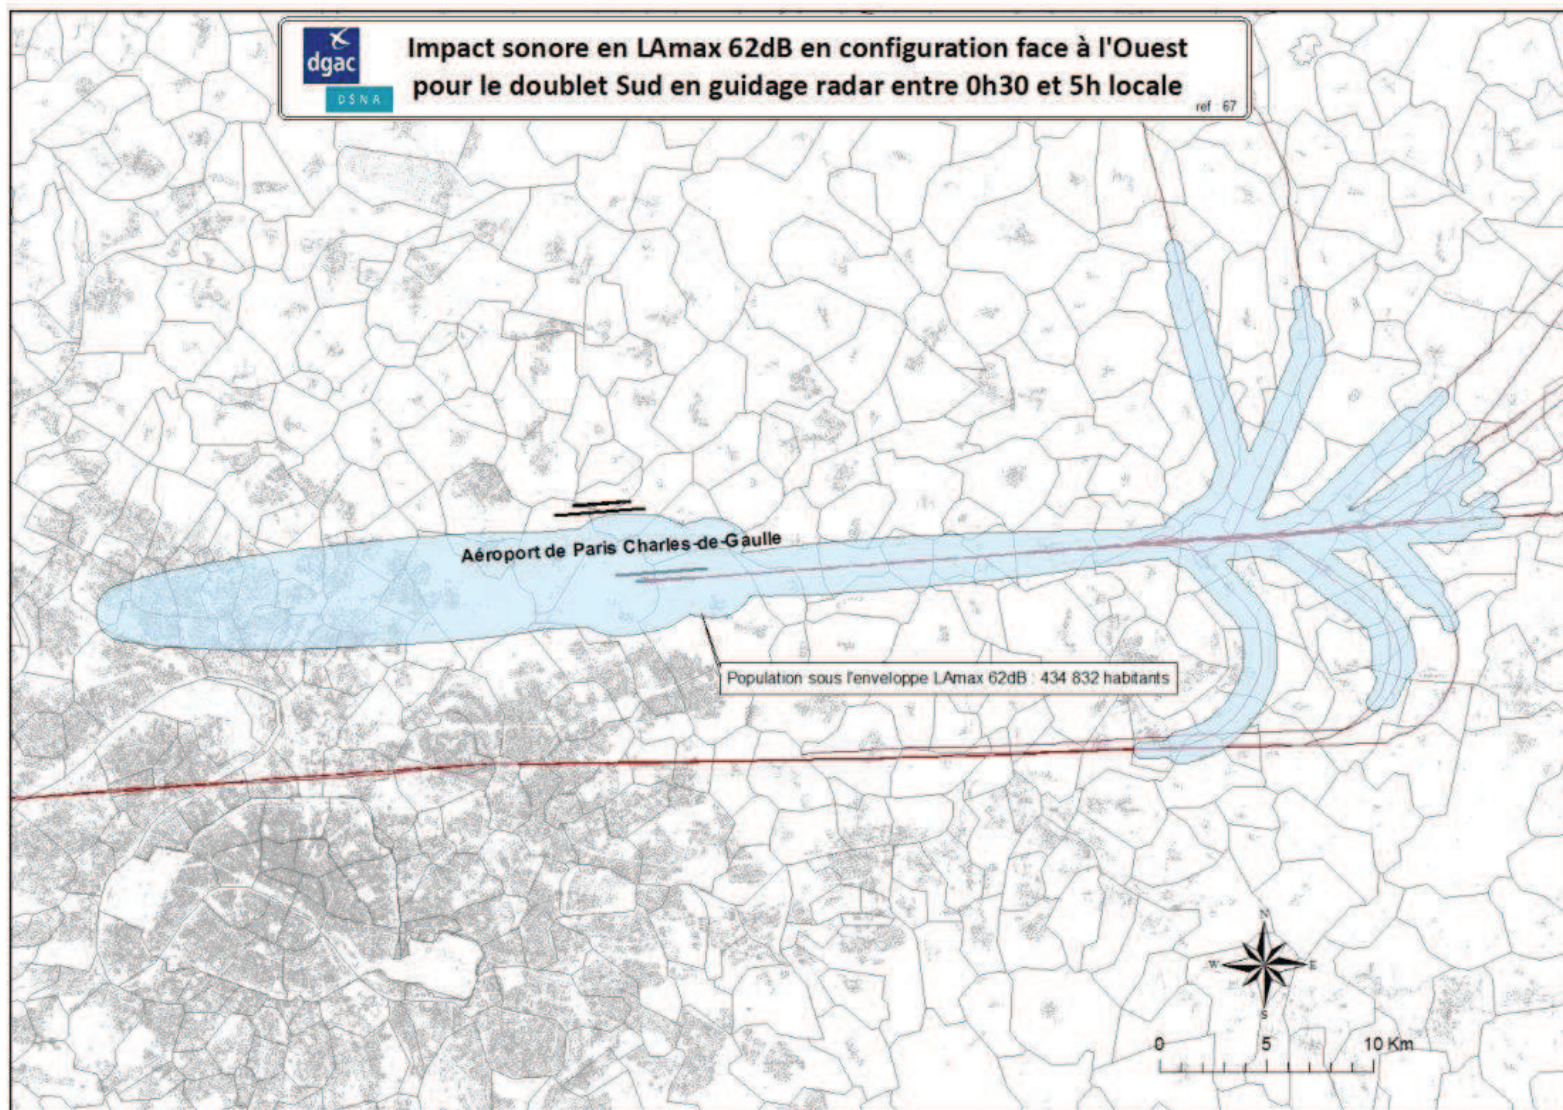 dgac
DSNA
Impact sonore en LAmax 62dB en configuration face à l'Ouest
pour le doublet Sud en guidage radar entre 0h30 et 5h locale
ref : 67
Aéroport de Paris Charles-de-Gaulle
Population sous l'enveloppe LAmax 62dB : 434 832 habitants
N
W
E
S
0 5 10 Km